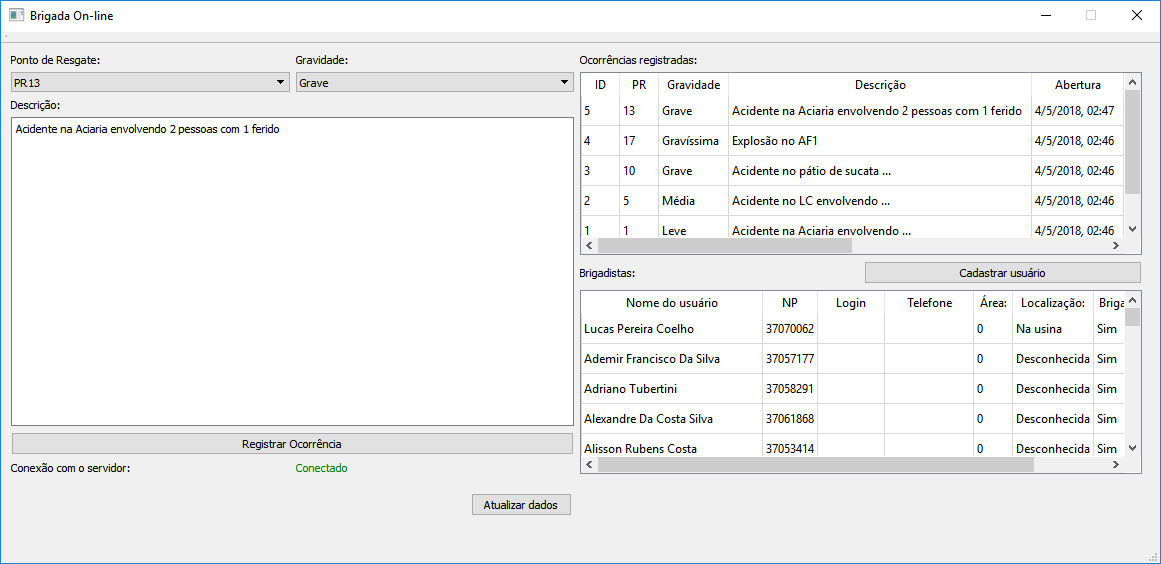 Brigada On-line
Ponto de Resgate:
Gravidade:
PR13
Grave
Descrição:
Acidente na Aciaria envolvendo 2 pessoas com 1 ferido
Registrar Ocorrência
Conexão com o servidor:
Conectado
Atualizar dados
Ocorrências registradas:
ID PR Gravidade Descrição Abertura
5 13 Grave Acidente na Aciaria envolvendo 2 pessoas com 1 ferido 4/5/2018, 02:47
4 17 Gravíssima Explosão no AF1 4/5/2018, 02:46
3 10 Grave Acidente no pátio de sucata ... 4/5/2018, 02:46
2 5 Média Acidente no LC envolvendo ... 4/5/2018, 02:46
1 1 Leve Acidente na Aciaria envolvendo ... 4/5/2018, 02:46
Brigadistas:
Cadastrar usuário
Nome do usuário NP Login Telefone Área: Localização: Briga
Lucas Pereira Coelho 37070062 0 Na usina Sim
Ademir Francisco Da Silva 37057177 0 Desconhecida Sim
Adriano Tubertini 37058291 0 Desconhecida Sim
Alexandre Da Costa Silva 37061868 0 Desconhecida Sim
Alisson Rubens Costa 37053414 0 Desconhecida Sim